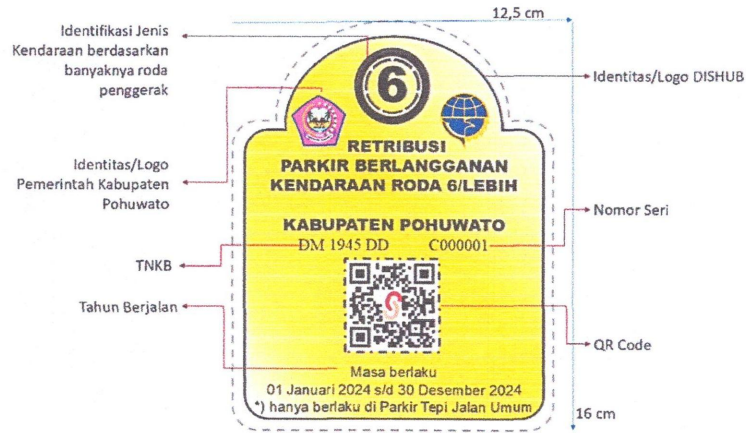 12,5 cm
Identifikasi Jenis
Kendaraan berdasarkan
banyaknya roda
penggerak
6
Identitas/Logo DISHUB
RETRIBUSI
PARKIR BERLANGGANAN
KENDARAAN RODA 6/LEBIH
Identitas/Logo
Pemerintah Kabupaten
Pohuwato
KABUPATEN POHUWATO
Nomor Seri
DM 1945 DD C000001
TNKB
Tahun Berjalan
QR Code
Masa berlaku
01 Januari 2024 s/d 30 Desember 2024
*) hanya berlaku di Parkir Tepi Jalan Umum
16 cm